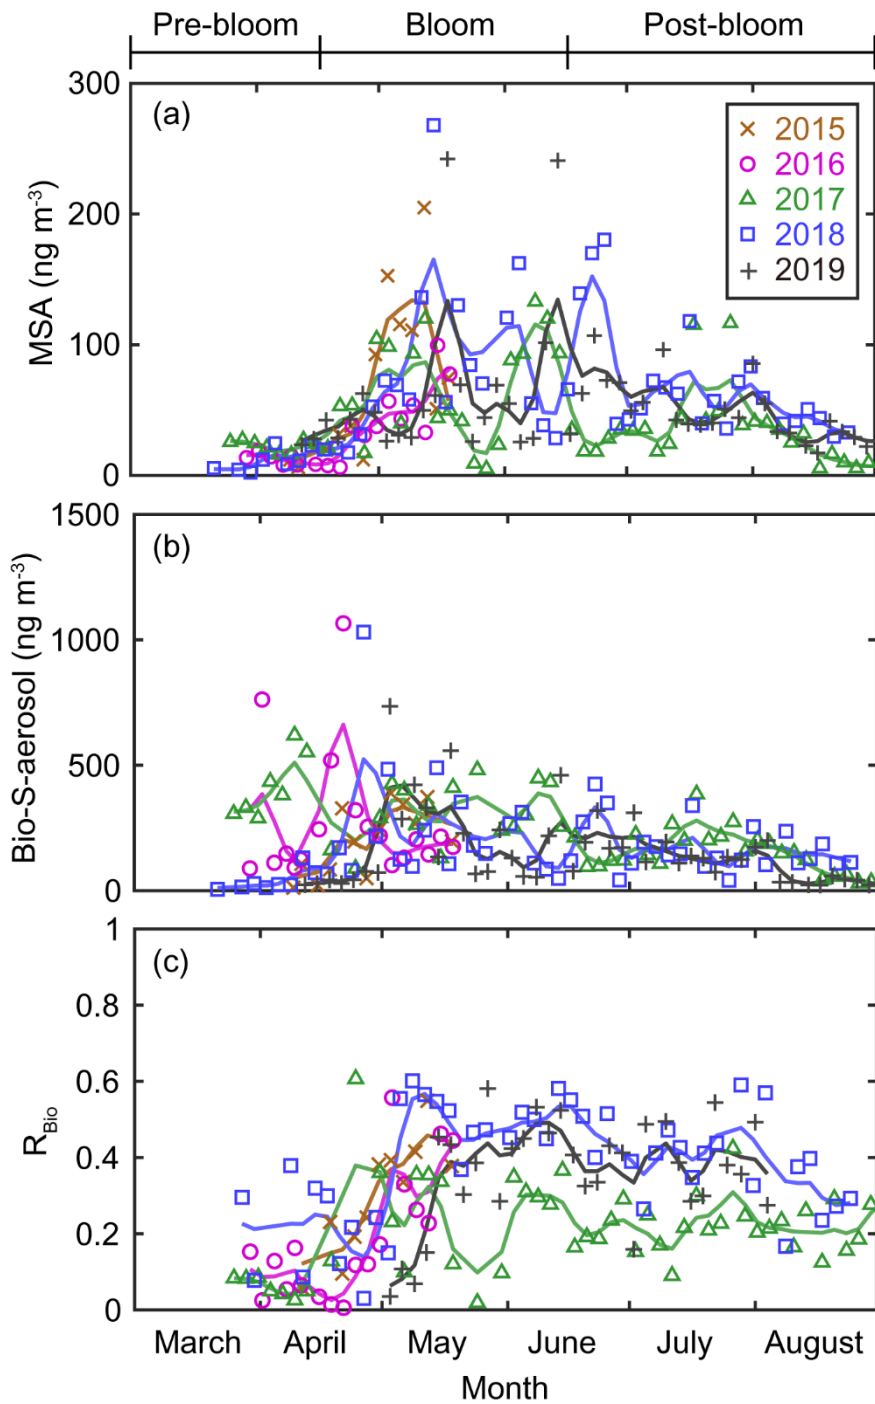 Pre-bloom Bloom Post-bloom
300
(a)
2015
2016
2017
2018
2019
200
100
0
MSA (ng m⁻³)
1500
(b)
1000
500
0
Bio-S-aerosol (ng m⁻³)
1
(c)
0.8
0.6
0.4
0.2
0
R_Bio
March April May June July August
Month